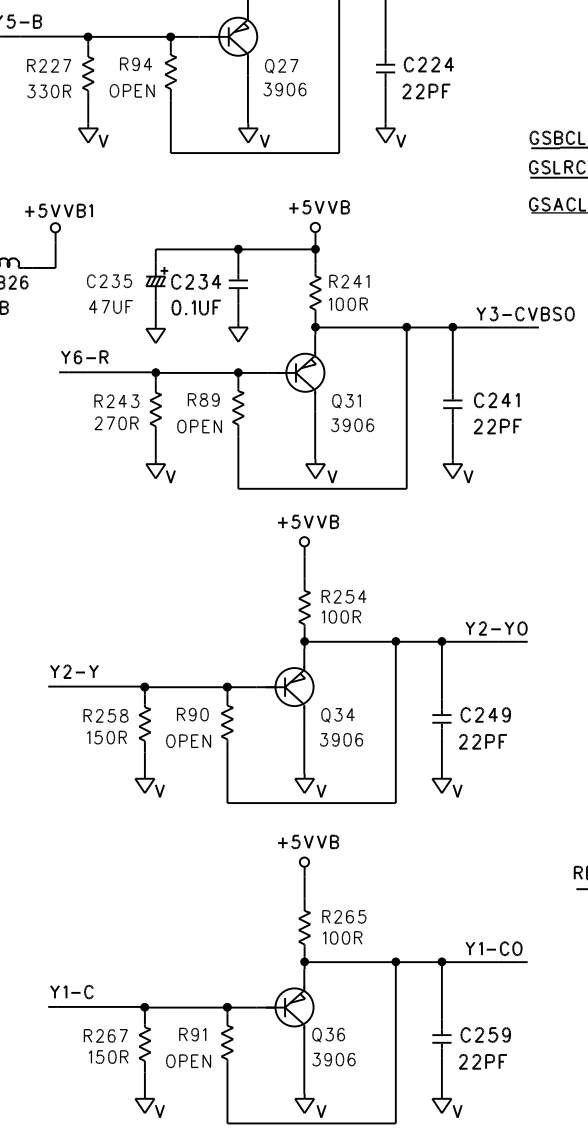 Y5-B
R227
330R
R94
OPEN
Q27
3906
C224
22PF
V
V
V
GSBCL
GSLRC
GSACL
+5VVB1
+5VVB
B26
B
C235
47UF
+
C234
0.1UF
R241
100R
Y3-CVBSO
Y6-R
R243
270R
R89
OPEN
Q31
3906
C241
22PF
V
V
V
+5VVB
R254
100R
Y2-YO
Y2-Y
R258
150R
R90
OPEN
Q34
3906
C249
22PF
V
V
V
+5VVB
R265
100R
Y1-CO
Y1-C
R267
150R
R91
OPEN
Q36
3906
C259
22PF
V
V
V